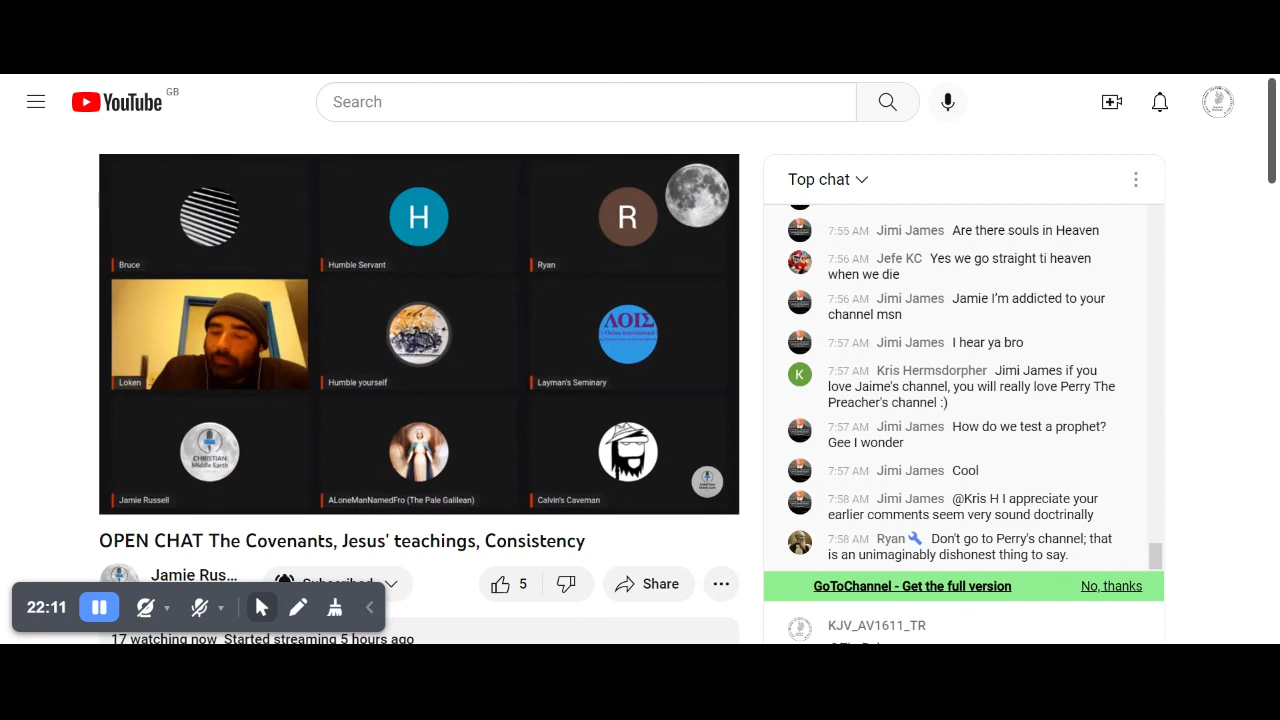 YouTube GB
Search
Bruce
H
Humble Servant
R
Ryan
Loken
Humble yourself
ΛΟΙΣ
Layman's Seminary
CHRISTIAN
Middle Earth
Jamie Russell
ALoneManNamedFro (The Pale Galilean)
Calvin's Caveman
OPEN CHAT The Covenants, Jesus' teachings, Consistency
Jamie Rus...
Subscribed
5
Share
22:11
17 watching now Started streaming 5 hours ago
Top chat
7:55 AM Jimi James Are there souls in Heaven
7:56 AM Jefe KC Yes we go straight ti heaven
when we die
7:56 AM Jimi James Jamie I'm addicted to your
channel msn
7:57 AM Jimi James I hear ya bro
K
7:57 AM Kris Hermsdorpher Jimi James if you
love Jaime's channel, you will really love Perry The
Preacher's channel :)
7:57 AM Jimi James How do we test a prophet?
Gee I wonder
7:57 AM Jimi James Cool
7:58 AM Jimi James @Kris H I appreciate your
earlier comments seem very sound doctrinally
7:58 AM Ryan Don't go to Perry's channel; that
is an unimaginably dishonest thing to say.
GoToChannel - Get the full version No, thanks
KJV_AV1611_TR